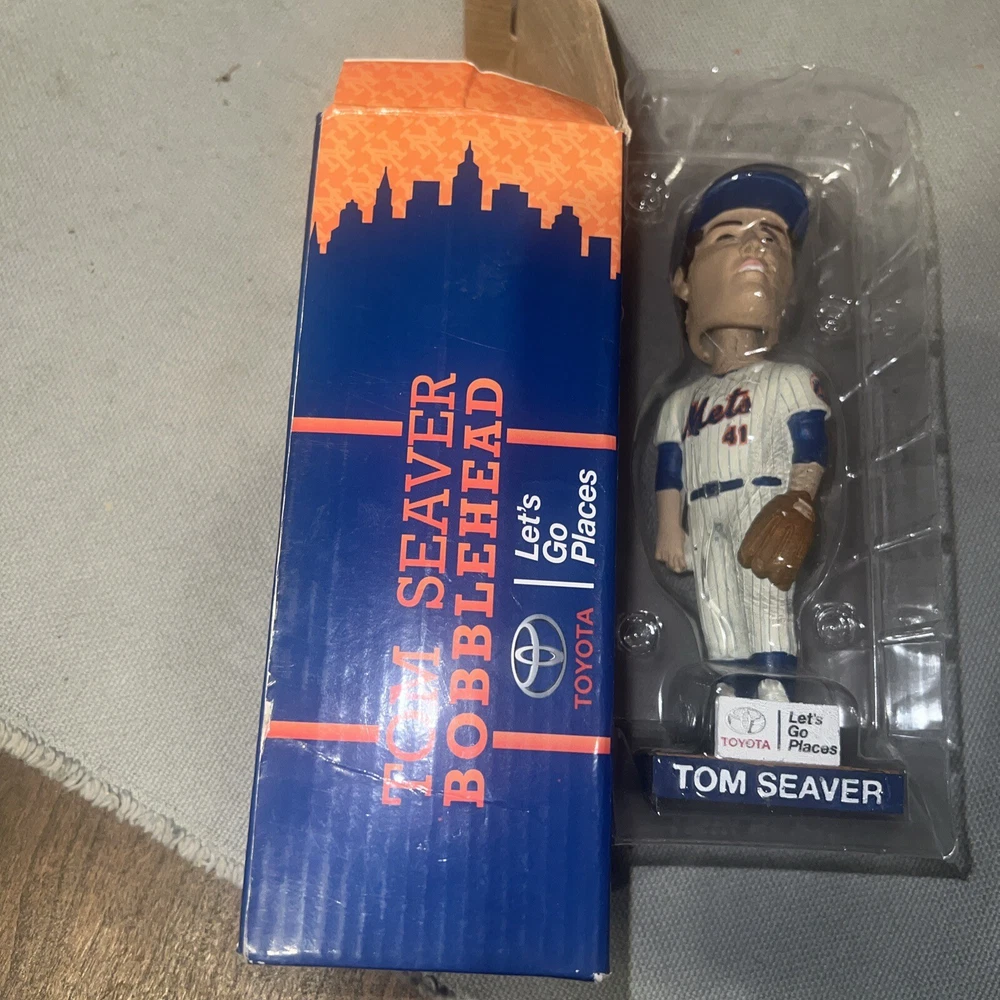 TOM SEAVER
BOBBLEHEAD
TOYOTA
Let's
Go
Places
Mets
41
TOYOTA
Let's
Go
Places
TOM SEAVER